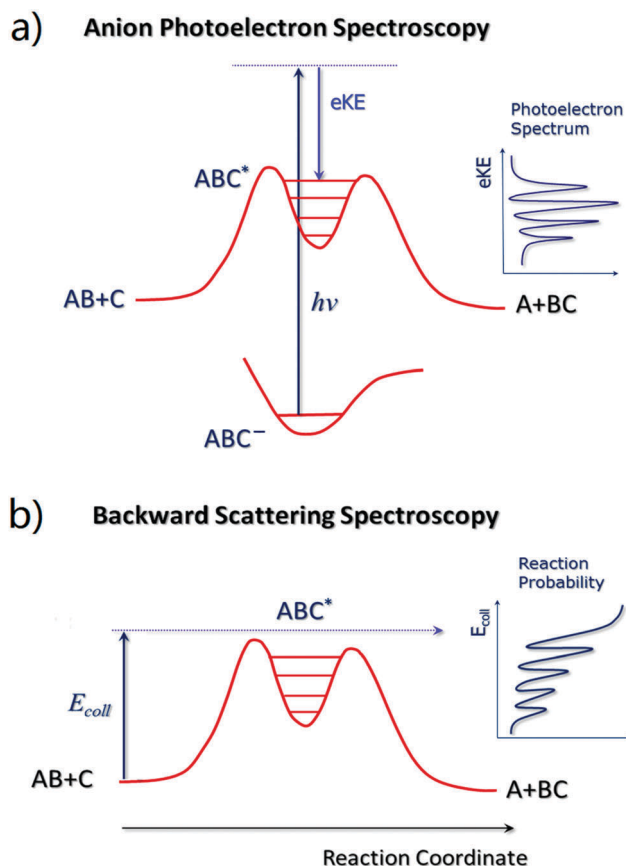 a) Anion Photoelectron Spectroscopy
eKE
Photoelectron
Spectrum
eKE
ABC*
AB+C
hν
A+BC
ABC−
b) Backward Scattering Spectroscopy
Reaction
Probability
ABC*
Ecoll
Ecoll
AB+C
A+BC
Reaction Coordinate